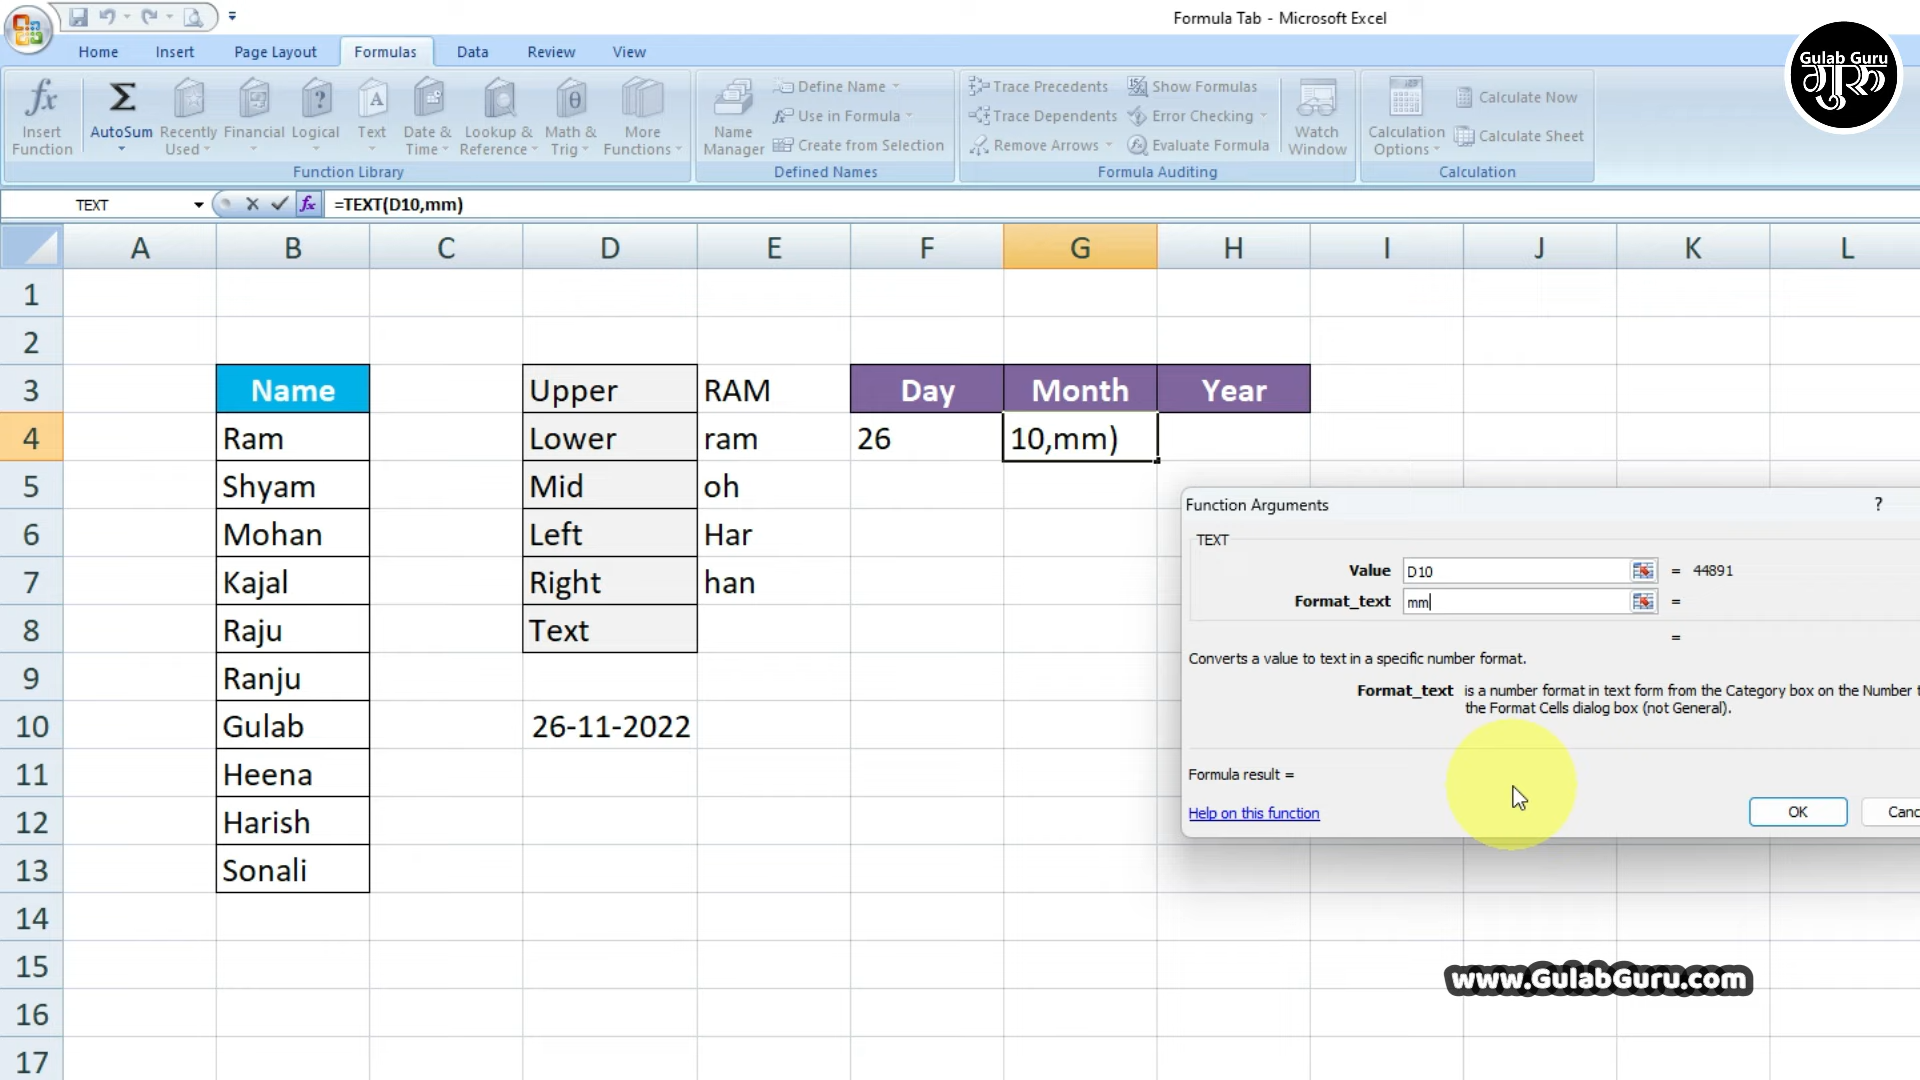 Formula Tab - Microsoft Excel
Home Insert Page Layout Formulas Data Review View
Gulab Guru
गुरु
Insert Function
AutoSum
Recently Used
Financial
Logical
Text
Date & Time
Lookup & Reference
Math & Trig
More Functions
Function Library
Name Manager
Define Name
Use in Formula
Create from Selection
Defined Names
Trace Precedents
Trace Dependents
Remove Arrows
Show Formulas
Error Checking
Evaluate Formula
Watch Window
Formula Auditing
Calculation Options
Calculate Now
Calculate Sheet
Calculation
TEXT fx =TEXT(D10,mm)
A B C D E F G H I J K L
1
2
3 Name Upper RAM Day Month Year
4 Ram Lower ram 26 10,mm)
5 Shyam Mid oh
6 Mohan Left Har
7 Kajal Right han
8 Raju Text
9 Ranju
10 Gulab 26-11-2022
11 Heena
12 Harish
13 Sonali
14
15
16
17
Function Arguments ?
TEXT
Value D10 = 44891
Format_text mm =
=
Converts a value to text in a specific number format.
Format_text is a number format in text form from the Category box on the Number
the Format Cells dialog box (not General).
Formula result =
Help on this function OK Canc
www.GulabGuru.com